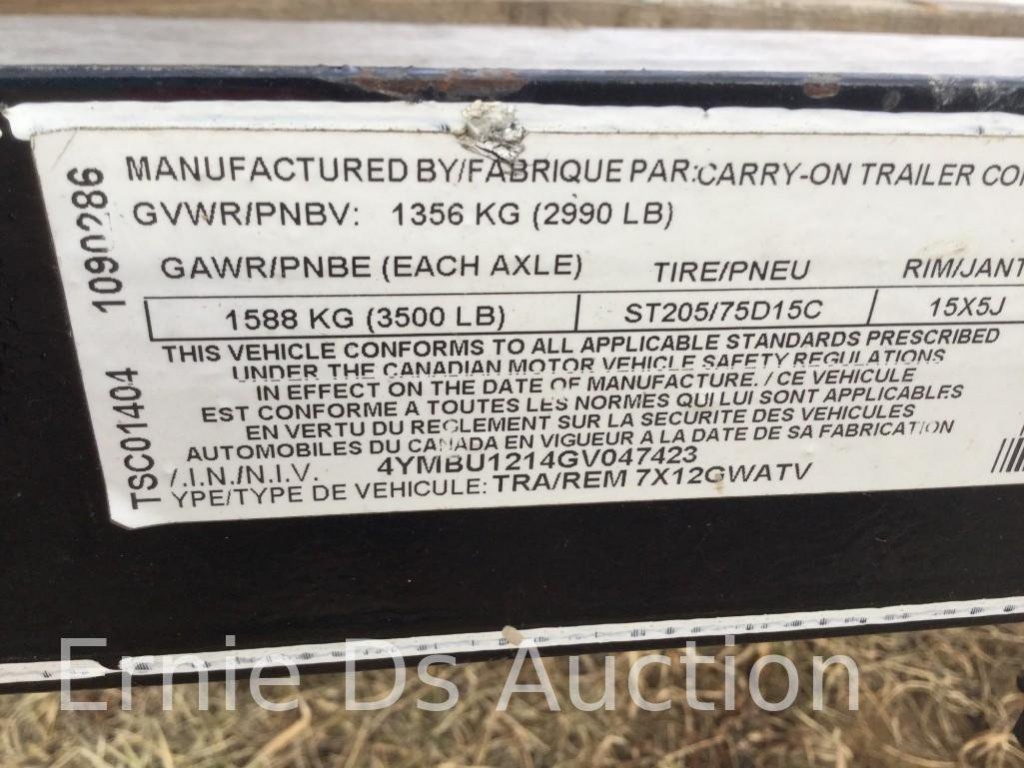 MANUFACTURED BY/FABRIQUE PAR:CARRY-ON TRAILER
GVWR/PNBV: 1356 KG (2990 LB)
GAWR/PNBE (EACH AXLE) TIRE/PNEU RIM/JANT
1588 KG (3500 LB) ST205/75D15C 15X5J
THIS VEHICLE CONFORMS TO ALL APPLICABLE STANDARDS PRESCRIBED
UNDER THE CANADIAN MOTOR VEHICLE SAFETY REGULATIONS
IN EFFECT ON THE DATE OF MANUFACTURE. / CE VEHICULE
EST CONFORME A TOUTES LES NORMES QUI LUI SONT APPLICABLES
EN VERTU DU REGLEMENT SUR LA SECURITE DES VEHICULES
AUTOMOBILES DU CANADA EN VIGUEUR A LA DATE DE SA FABRICATION
/.I.N./N.I.V. 4YMBU1214GV047423
YPE/TYPE DE VEHICULE: TRA/REM 7X12GWATV
TSC01404 1090286
Ernie Ds Auction